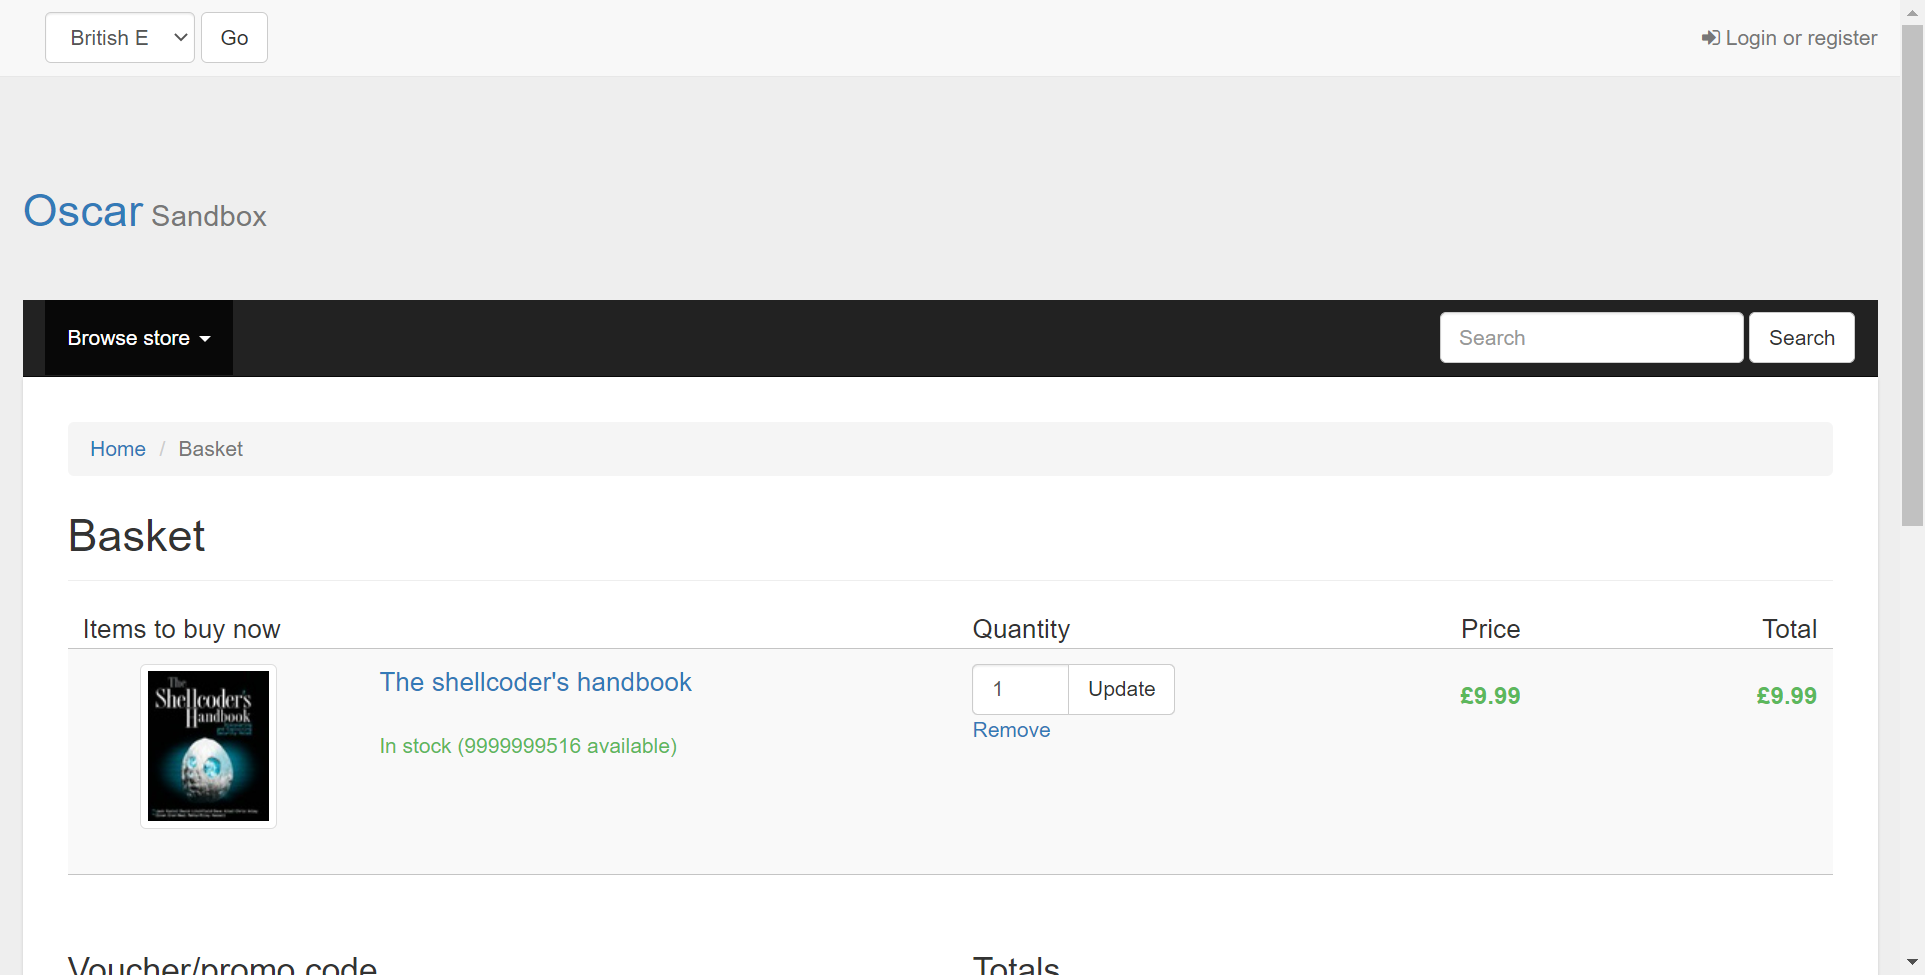 British E
Go
Login or register
Oscar Sandbox
Browse store
Search
Search
Home / Basket
Basket
Items to buy now
Quantity
Price
Total
The
Shellcoder's
Handbook
The shellcoder's handbook
1
Update
£9.99
£9.99
Remove
In stock (9999999516 available)
Voucher/promo code
Totals